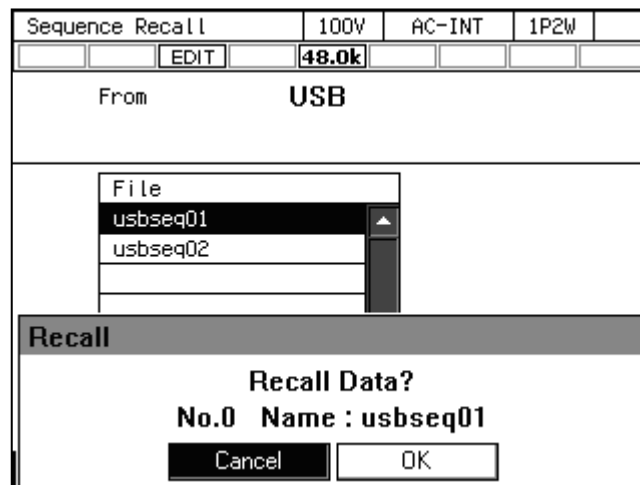 Sequence Recall 100V AC-INT 1P2W
EDIT 48.0k
From USB
File
usbseq01
usbseq02
Recall
Recall Data?
No.0 Name : usbseq01
Cancel OK